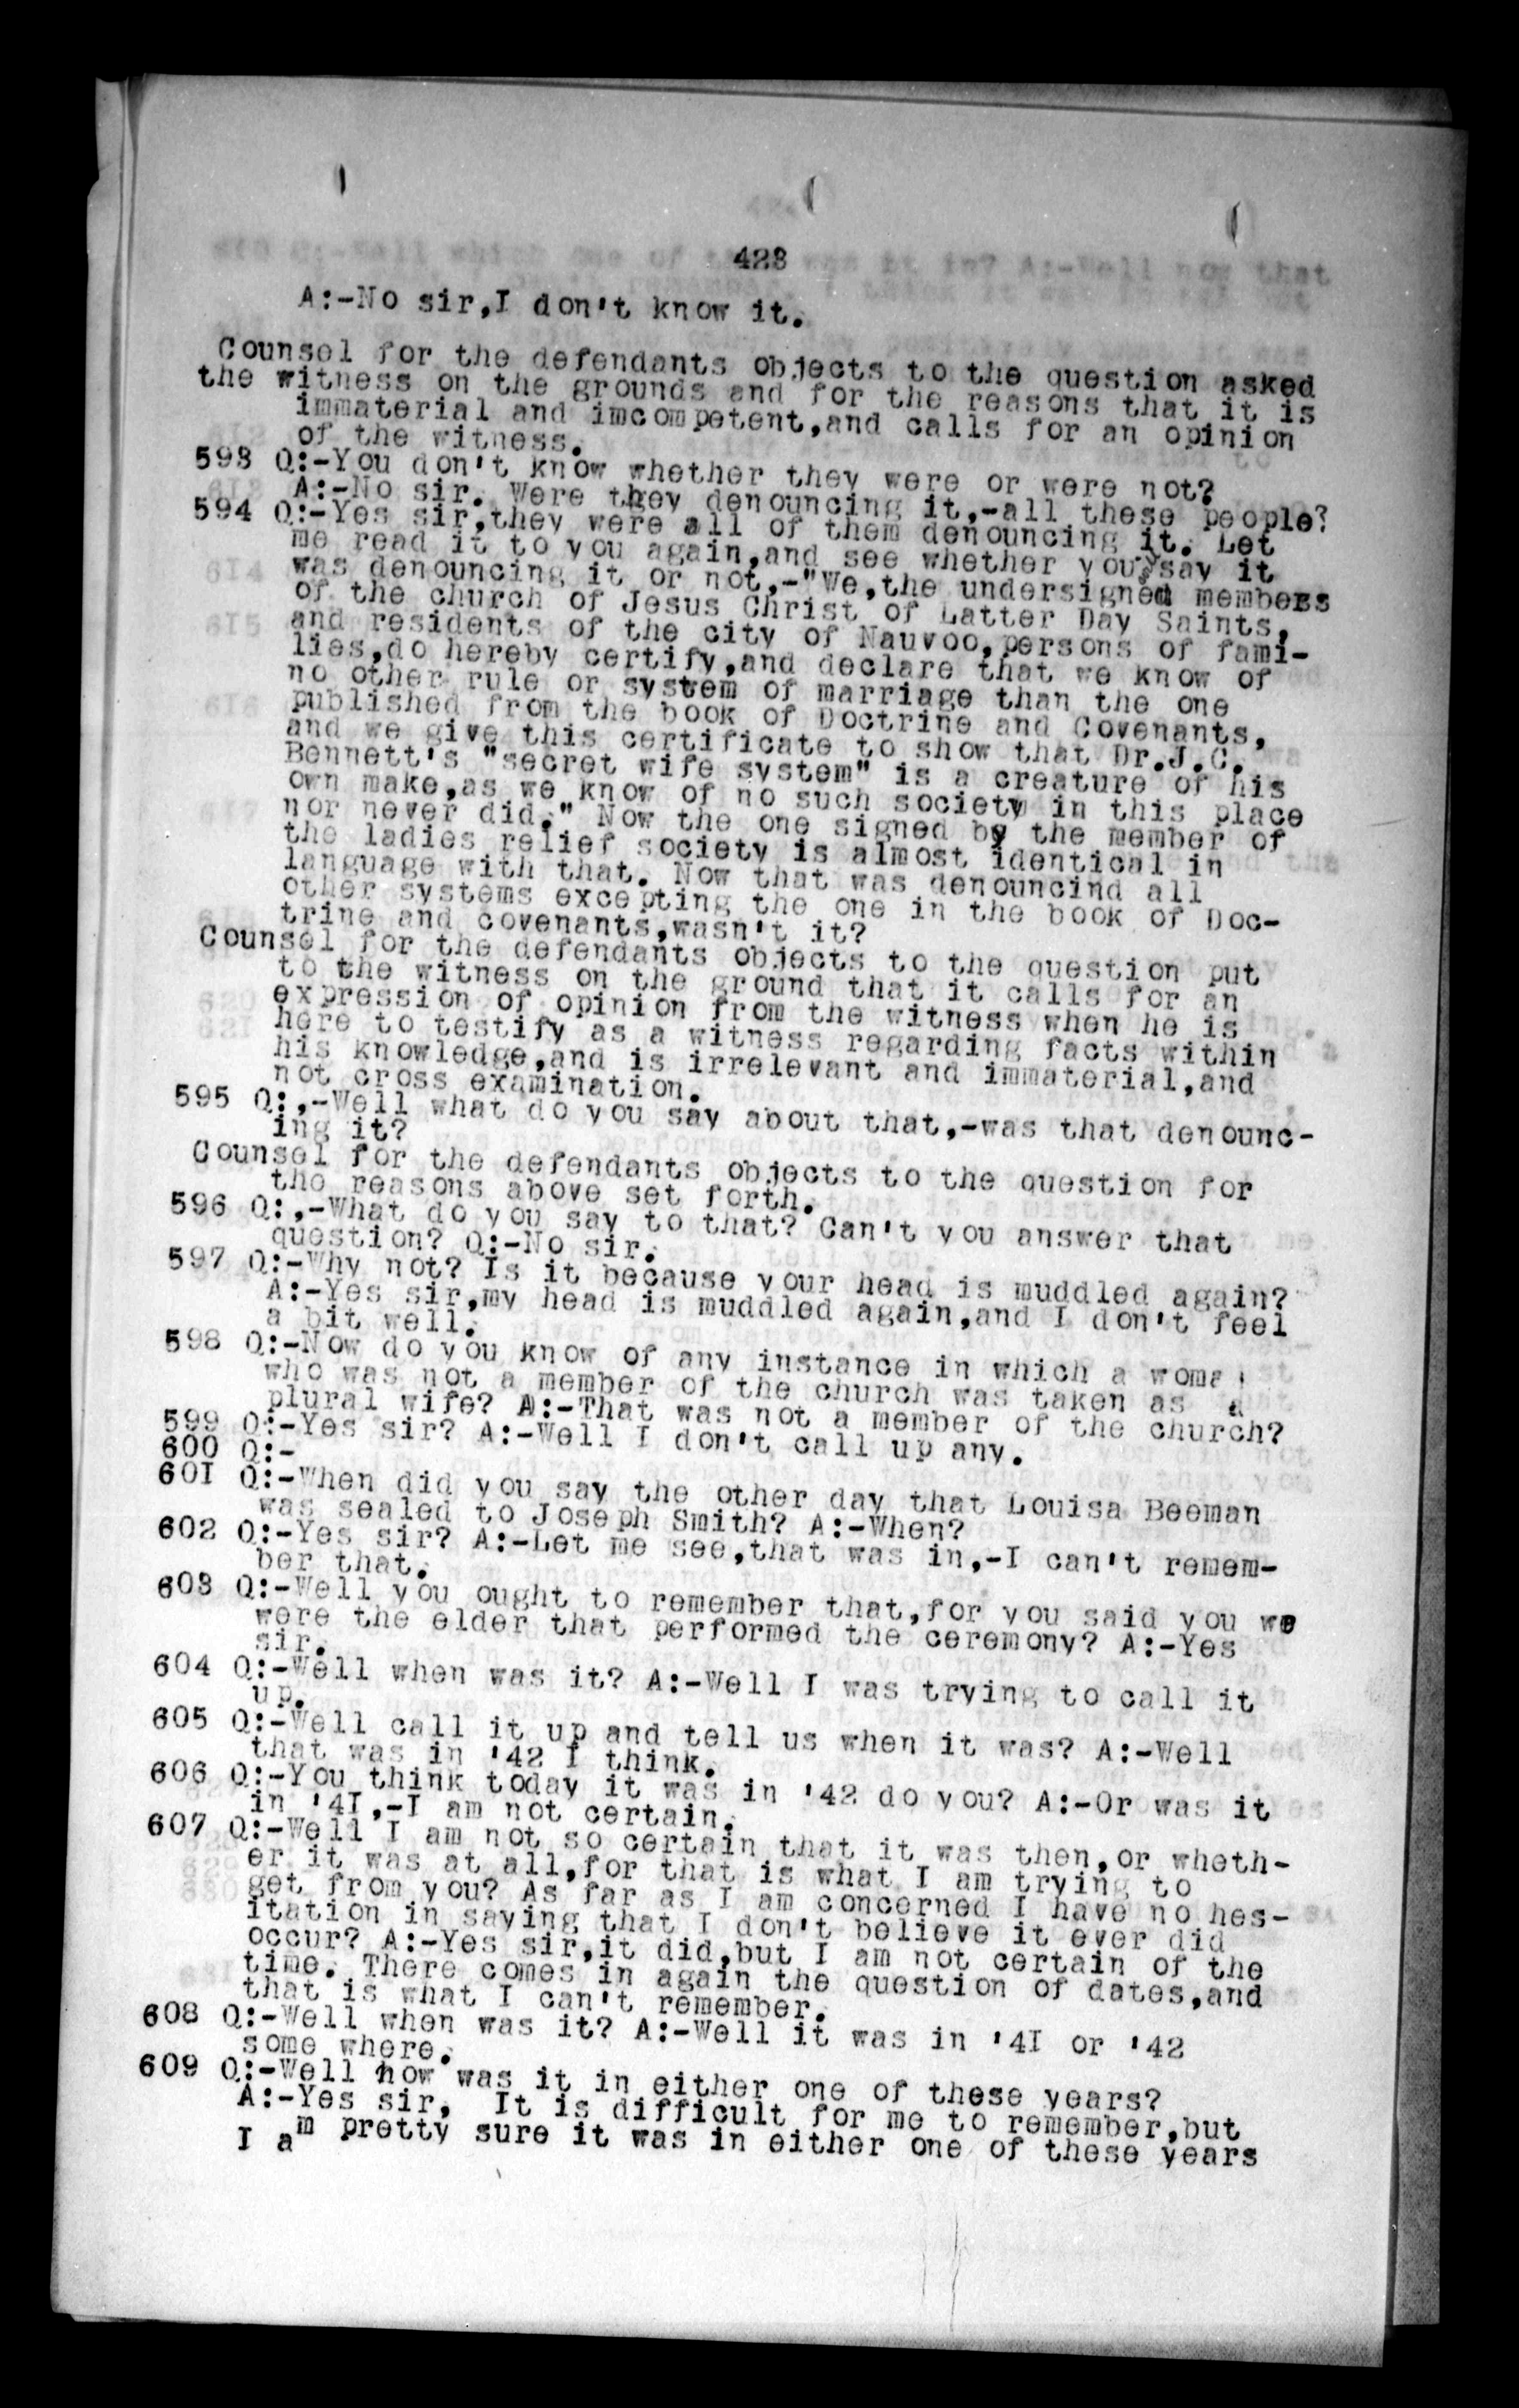 423
A:-No sir,I don't know it.
Counsel for the defendants objects to the question asked
the witness on the grounds and for the reasons that it is
immaterial and imcompetent,and calls for an opinion
of the witness.
593 Q:-You don't know whether they were or were not?
A:-No sir. Were they denouncing it,-all these people?
594 Q:-Yes sir,they were all of them denouncing it. Let
me read it to you again,and see whether you say it
was denouncing it or not,-"We,the undersigned members
of the church of Jesus Christ of Latter Day Saints,
and residents of the city of Nauvoo,persons of fami-
lies,do hereby certify,and declare that we know of
no other rule or system of marriage than the one
published from the book of Doctrine and Covenants,
and we give this certificate to show that Dr.J.C.
Bennett's "secret wife system" is a creature of his
own make,as we know of no such society in this place
nor never did." Now the one signed by the member of
the ladies relief society is almost identical in
language with that. Now that was denouncind all
other systems excepting the one in the book of Doc-
trine and covenants,wasn't it?
Counsel for the defendants objects to the question put
to the witness on the ground that it calls for an
expression of opinion from the witness when he is
here to testify as a witness regarding facts within
his knowledge,and is irrelevant and immaterial,and
not cross examination.
595 Q:,-Well what do you say about that,-was that denounc-
ing it?
Counsel for the defendants objects to the question for
the reasons above set forth.
596 Q:,-What do you say to that? Can't you answer that
question? Q:-No sir.
597 Q:-Why not? Is it because your head is muddled again?
A:-Yes sir,my head is muddled again,and I don't feel
a bit well.
598 Q:-Now do you know of any instance in which a woma
who was not a member of the church was taken as a
plural wife? A:-That was not a member of the church?
599 Q:-Yes sir? A:-Well I don't call up any.
600 Q:-
601 Q:-When did you say the other day that Louisa Beeman
was sealed to Joseph Smith? A:-When?
602 Q:-Yes sir? A:-Let me see,that was in,-I can't remem-
ber that.
603 Q:-Well you ought to remember that,for you said you we
were the elder that performed the ceremony? A:-Yes
sir.
604 Q:-Well when was it? A:-Well I was trying to call it
up.
605 Q:-Well call it up and tell us when it was? A:-Well
that was in '42 I think.
606 Q:-You think today it was in '42 do you? A:-Or was it
in '4I,-I am not certain.
607 Q:-Well I am not so certain that it was then,or wheth-
er it was at all,for that is what I am trying to
get from you? As far as I am concerned I have no hes-
itation in saying that I don't believe it ever did
occur? A:-Yes sir,it did,but I am not certain of the
time. There comes in again the question of dates,and
that is what I can't remember.
608 Q:-Well when was it? A:-Well it was in '4I or '42
some where.
609 Q:-Well how was it in either one of these years?
A:-Yes sir, It is difficult for me to remember,but
I am pretty sure it was in either one of these years